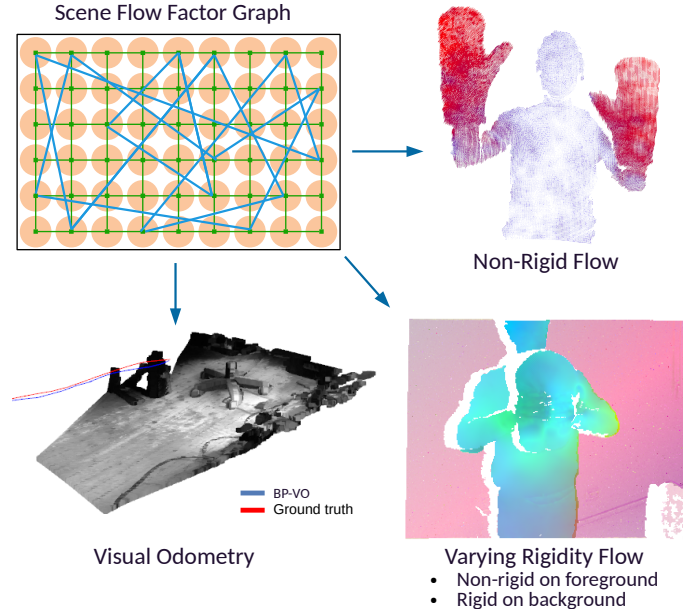 Scene Flow Factor Graph
Non-Rigid Flow
BP-VO
Ground truth
Visual Odometry
Varying Rigidity Flow
• Non-rigid on foreground
• Rigid on background